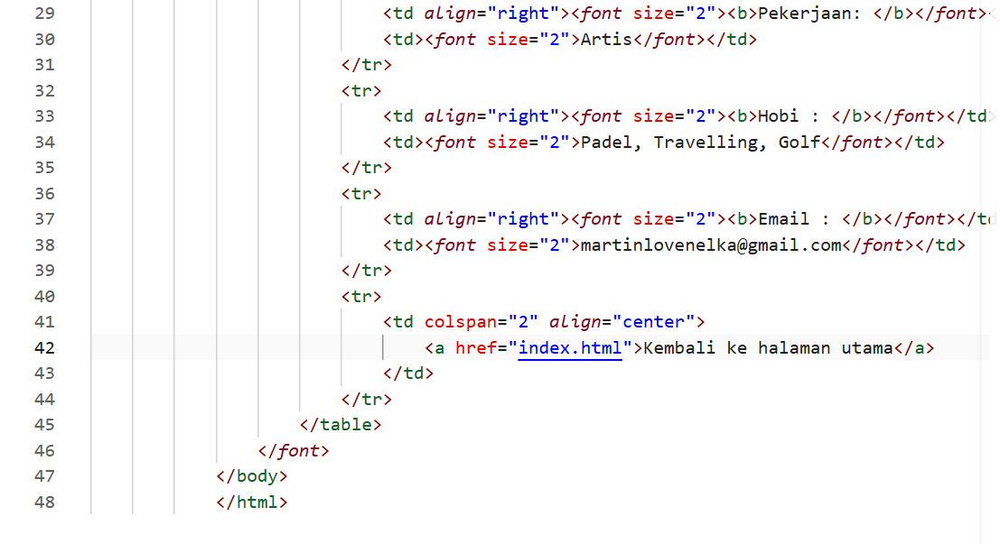 29 <td align="right"><font size="2"><b>Pekerjaan: </b></font>
30 <td><font size="2">Artis</font></td>
31 </tr>
32 <tr>
33 <td align="right"><font size="2"><b>Hobi : </b></font></td>
34 <td><font size="2">Padel, Travelling, Golf</font></td>
35 </tr>
36 <tr>
37 <td align="right"><font size="2"><b>Email : </b></font></td
38 <td><font size="2">martinlovenelka@gmail.com</font></td>
39 </tr>
40 <tr>
41 <td colspan="2" align="center">
42 <a href="index.html">Kembali ke halaman utama</a>
43 </td>
44 </tr>
45 </table>
46 </font>
47 </body>
48 </html>